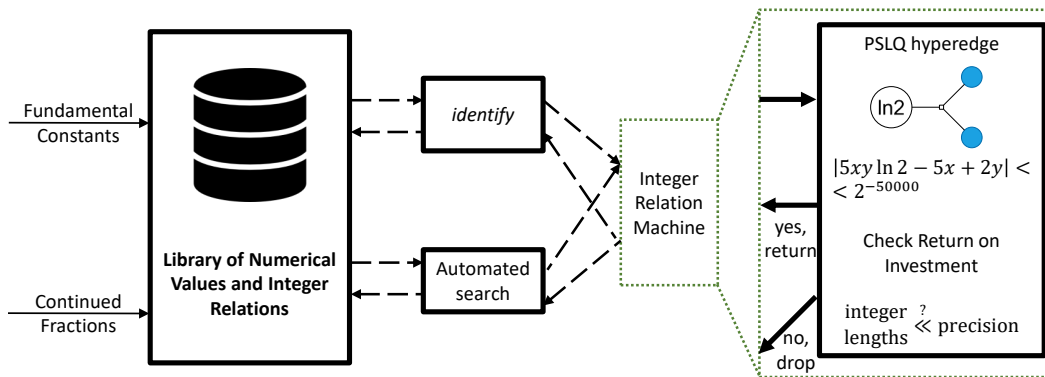 Fundamental
Constants
Continued
Fractions
Library of Numerical
Values and Integer
Relations
identify
Automated
search
Integer
Relation
Machine
yes,
return
no,
drop
PSLQ hyperedge
ln2
|5xy ln 2 − 5x + 2y| <
< 2⁻⁵⁰⁰⁰⁰
Check Return on
Investment
?
integer ≪ precision
lengths